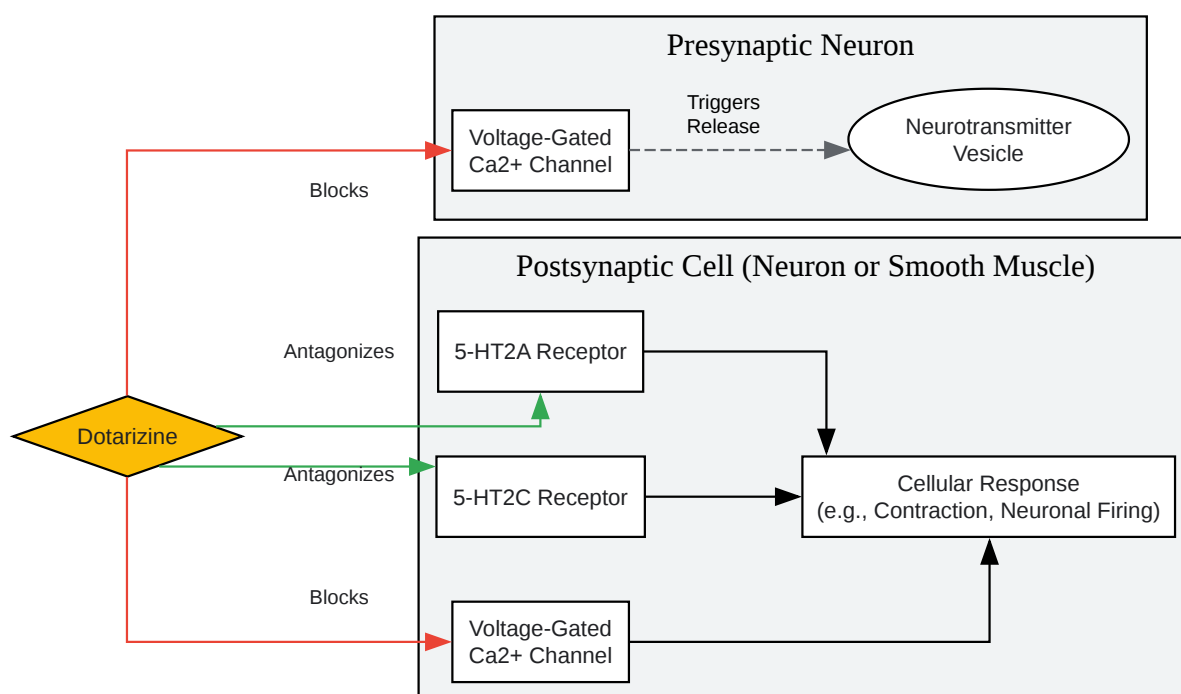 Presynaptic Neuron
Triggers
Release
Voltage-Gated
Ca2+ Channel
Neurotransmitter
Vesicle
Blocks
Postsynaptic Cell (Neuron or Smooth Muscle)
Antagonizes
5-HT2A Receptor
Dotarizine
Antagonizes
5-HT2C Receptor
Cellular Response
(e.g., Contraction, Neuronal Firing)
Blocks
Voltage-Gated
Ca2+ Channel